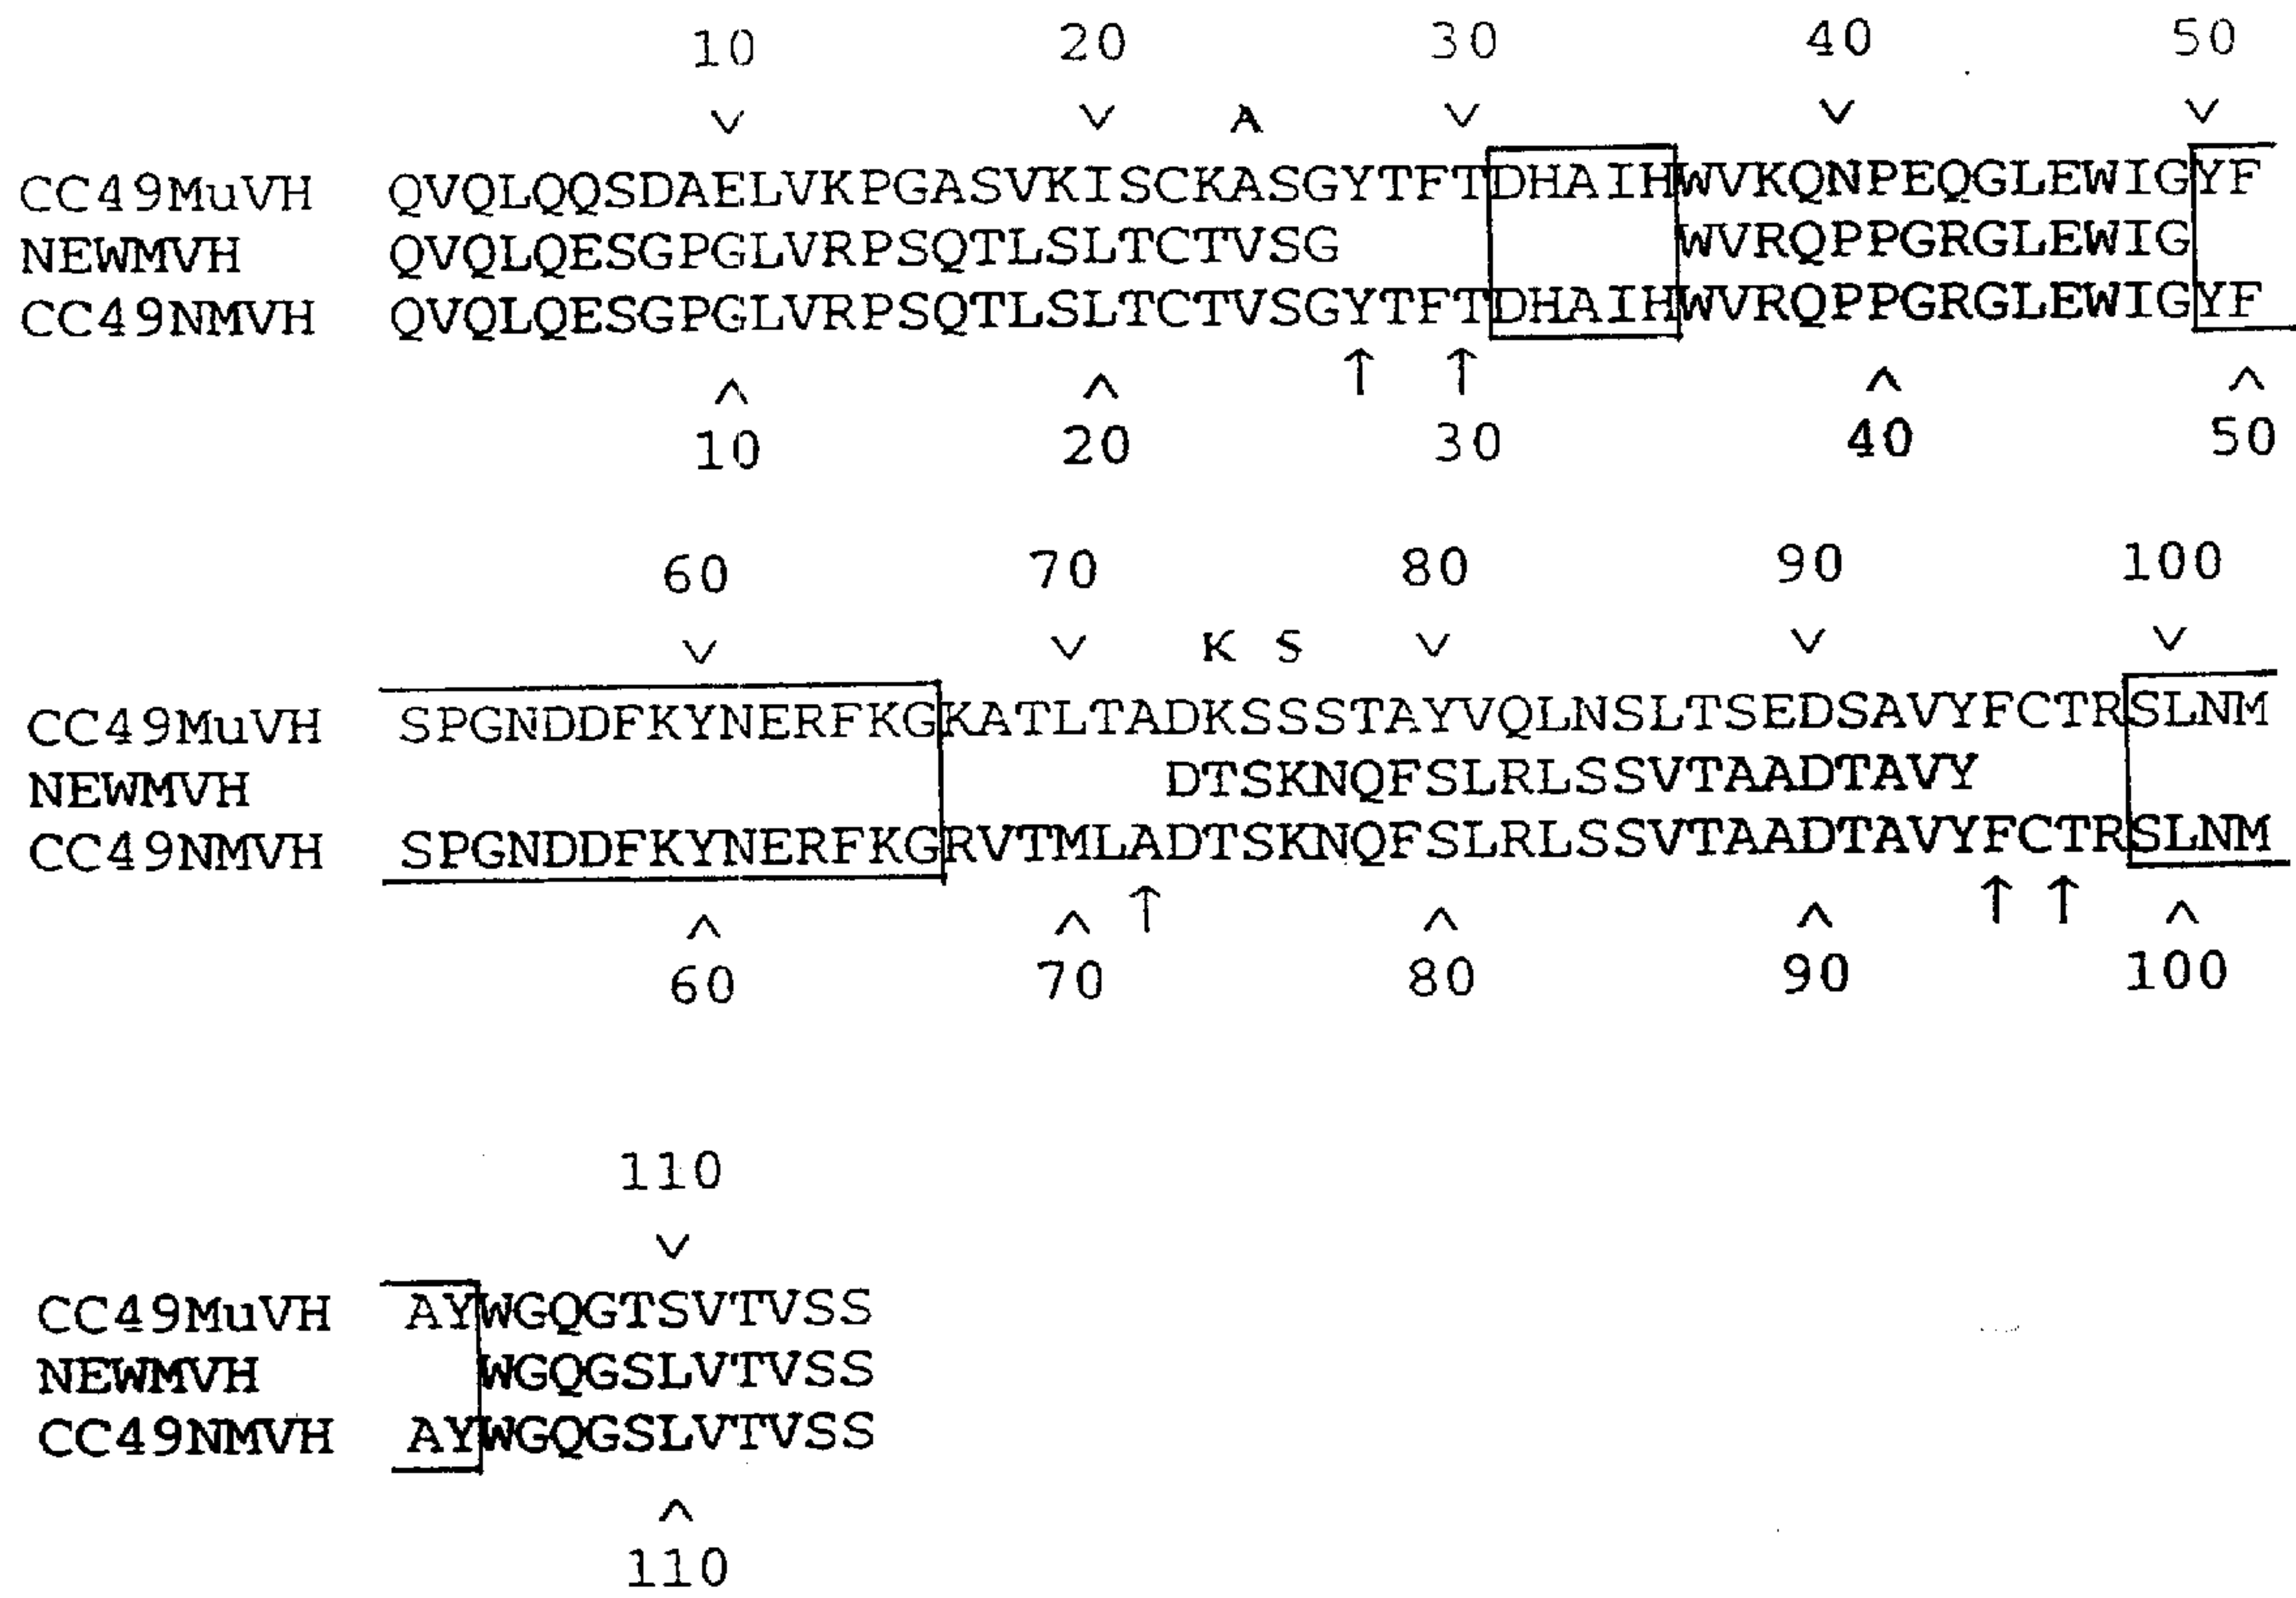 10 20 30 40 50
∨ ∨ A ∨ ∨ ∨
CC49MuVH QVQLQQSDAELVKPGASVKISCKASGYTFTDHAIHWVKQNPEQGLEWIGYF
NEWMVH QVQLQESGPGLVRPSQTLSLTCTVSG WVRQPPGRGLEWIG
CC49NMVH QVQLQESGPGLVRPSQTLSLTCTVSGYTFTDHAIHWVRQPPGRGLEWIGYF
∧ ∧ ↑ ↑ ∧ ∧
10 20 30 40 50
60 70 80 90 100
∨ ∨ K S ∨ ∨ ∨
CC49MuVH SPGNDDFKYNERFKGKATLTADKSSSTAYVQLNSLTSEDSAVYFCTRSLNM
NEWMVH DTSKNQFSLRLSSVTAADTAVY
CC49NMVH SPGNDDFKYNERFKGRVTMLADTSKNQFSLRLSSVTAADTAVYFCTRSLNM
∧ ∧ ↑ ∧ ∧ ↑ ↑ ∧
60 70 80 90 100
110
∨
CC49MuVH AYWGQGTSVTVSS
NEWMVH WGQGSLVTVSS
CC49NMVH AYWGQGSLVTVSS
∧
110